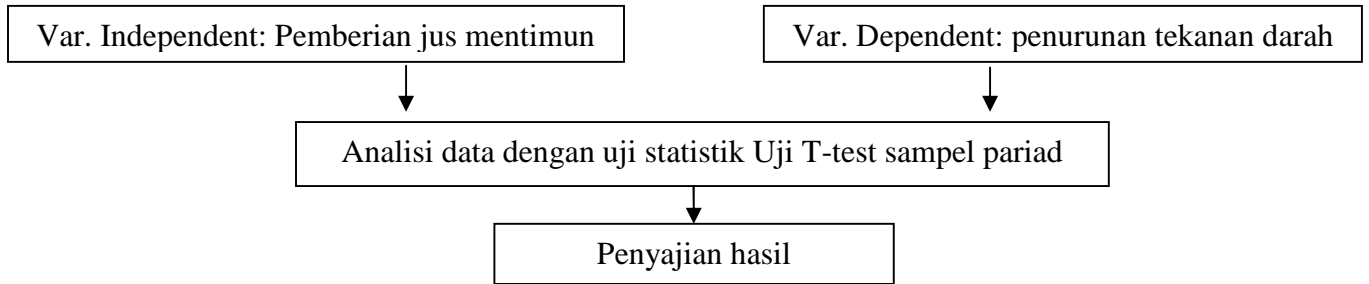 Var. Independent: Pemberian jus mentimun
Var. Dependent: penurunan tekanan darah
Analisi data dengan uji statistik Uji T-test sampel pariad
Penyajian hasil